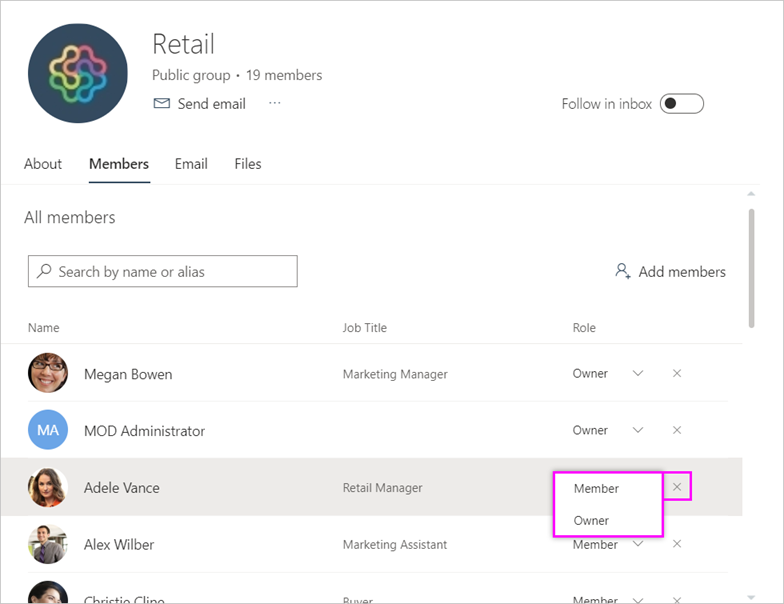 Retail
Public group • 19 members
Send email ...
Follow in inbox
About Members Email Files
All members
Search by name or alias
Add members
Name Job Title Role
Megan Bowen Marketing Manager Owner
MA MOD Administrator Owner
Adele Vance Retail Manager Member
Owner
Alex Wilber Marketing Assistant Member
Christie Cline Buyer Member